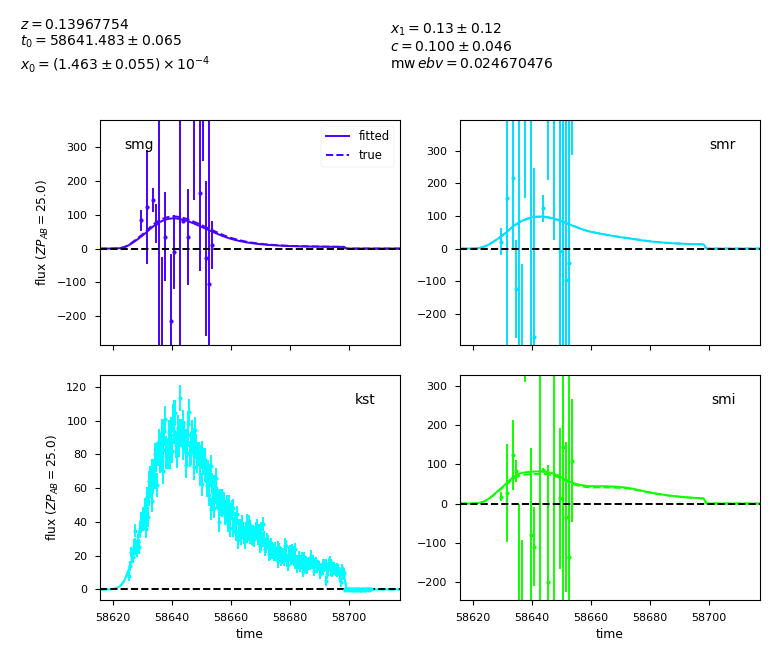 z = 0.13967754
t₀ = 58641.483 ± 0.065
x₀ = (1.463 ± 0.055) × 10⁻⁴
x₁ = 0.13 ± 0.12
c = 0.100 ± 0.046
mw ebv = 0.024670476
smg
fitted
true
300
200
100
0
−100
−200
flux (ZP_AB = 25.0)
smr
300
200
100
0
−100
−200
kst
120
100
80
60
40
20
0
flux (ZP_AB = 25.0)
58620 58640 58660 58680 58700
time
smi
300
200
100
0
−100
−200
58620 58640 58660 58680 58700
time